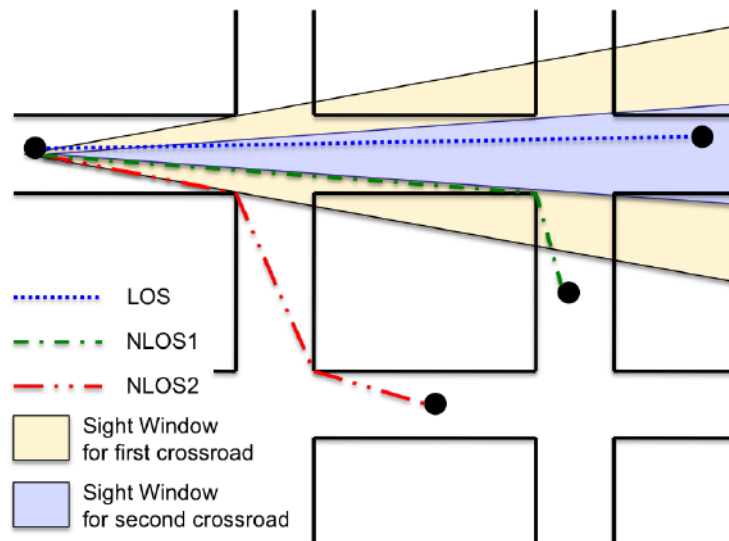 LOS
NLOS1
NLOS2
Sight Window
for first crossroad
Sight Window
for second crossroad